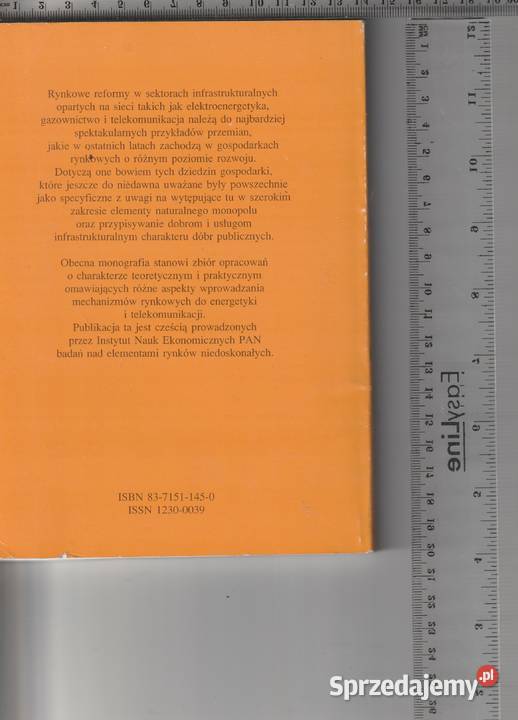 Rynkowe reformy w sektorach infrastrukturalnych
opartych na sieci takich jak elektroenergetyka,
gazownictwo i telekomunikacja należą do najbardziej
spektakularnych przykładów przemian,
jakie w ostatnich latach zachodzą w gospodarkach
rynkowych o różnym poziomie rozwoju.
Dotyczą one bowiem tych dziedzin gospodarki,
które jeszcze do niedawna uważane były powszechnie
jako specyficzne z uwagi na wytępujące tu w szerokim
zakresie elementy naturalnego monopolu
oraz przypisywanie dobrom i usługom
infrastrukturalnym charakteru dóbr publicznych.
Obecna monografia stanowi zbiór opracowań
o charakterze teoretycznym i praktycznym
omawiających różne aspekty wprowadzania
mechanizmów rynkowych do energetyki
i telekomunikacji.
Publikacja ta jest cześcią prowadzonych
przez Instytut Nauk Ekonomicznych PAN
badań nad elementami rynków niedoskonałych.
ISBN 83-7151-145-0
ISSN 1230-0039
EasyLine
Sprzedajemy.pl